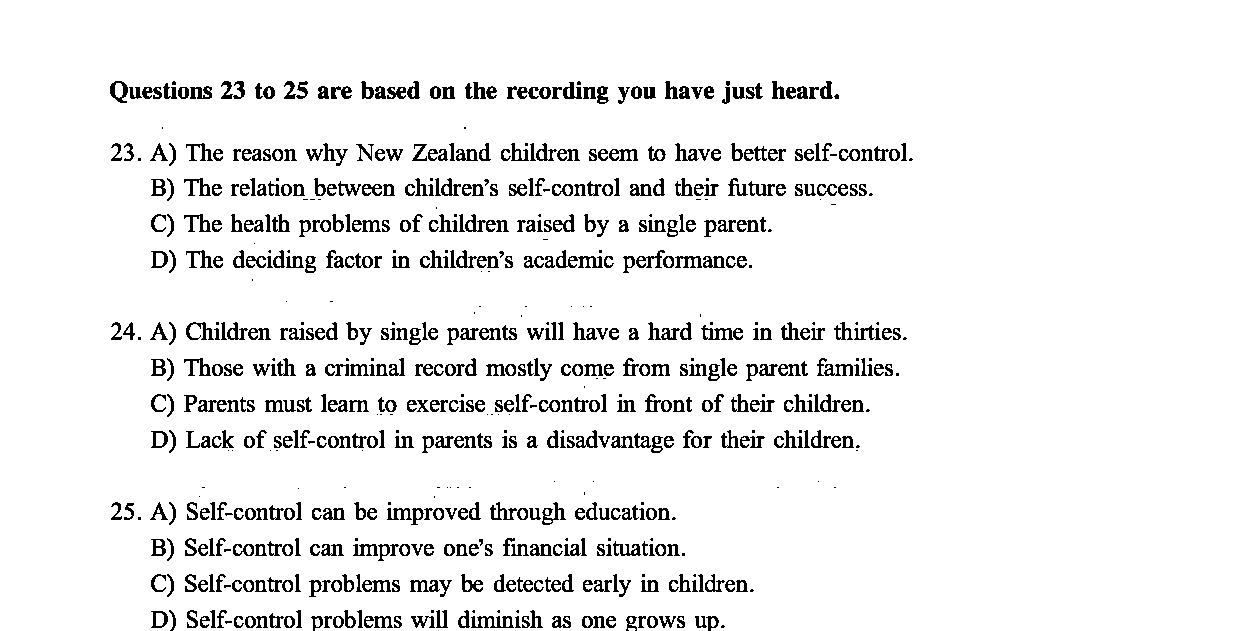 Questions 23 to 25 are based on the recording you have just heard.
23. A) The reason why New Zealand children seem to have better self-control.
B) The relation between children's self-control and their future success.
C) The health problems of children raised by a single parent.
D) The deciding factor in children's academic performance.
24. A) Children raised by single parents will have a hard time in their thirties.
B) Those with a criminal record mostly come from single parent families.
C) Parents must learn to exercise self-control in front of their children.
D) Lack of self-control in parents is a disadvantage for their children.
25. A) Self-control can be improved through education.
B) Self-control can improve one's financial situation.
C) Self-control problems may be detected early in children.
D) Self-control problems will diminish as one grows up.